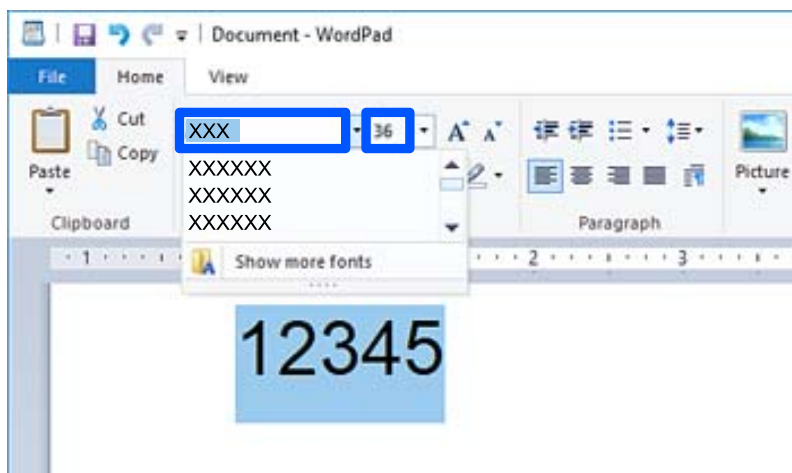 Document - WordPad
File Home View
Paste
Cut
Copy
Clipboard
XXX 36 A A
XXXXXX
XXXXXX
XXXXXX
Show more fonts
Paragraph
Picture
1 2 3
12345